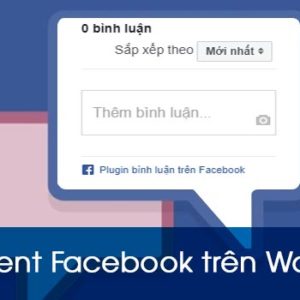 0 bình luận
Sắp xếp theo Mới nhất
Thêm bình luận...
Plugin bình luận trên Facebook
ent Facebook trên Wo